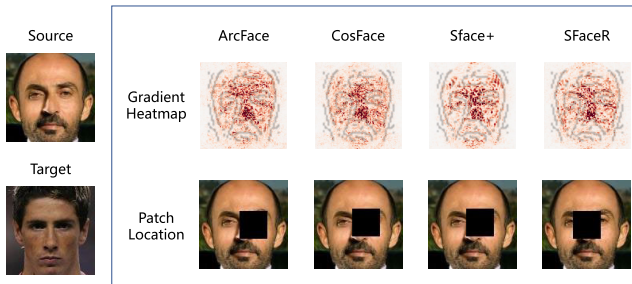 Source
ArcFace
CosFace
Sface+
SFaceR
Gradient
Heatmap
Target
Patch
Location